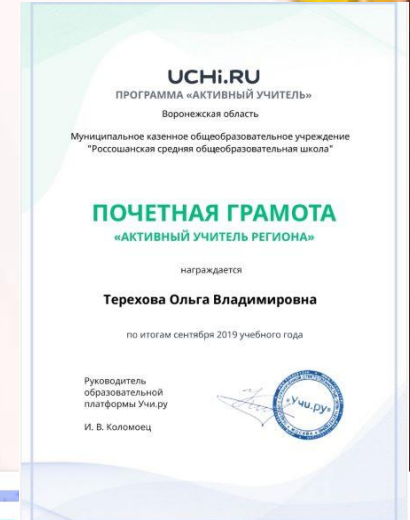 UCHi.RU
ПРОГРАММА «АКТИВНЫЙ УЧИТЕЛЬ»
Воронежская область
Муниципальное казенное общеобразовательное учреждение
"Россошанская средняя общеобразовательная школа"
ПОЧЕТНАЯ ГРАМОТА
«АКТИВНЫЙ УЧИТЕЛЬ РЕГИОНА»
награждается
Терехова Ольга Владимировна
по итогам сентября 2019 учебного года
Руководитель
образовательной
платформы Учи.ру
И. В. Коломоец
«Учи.ру»